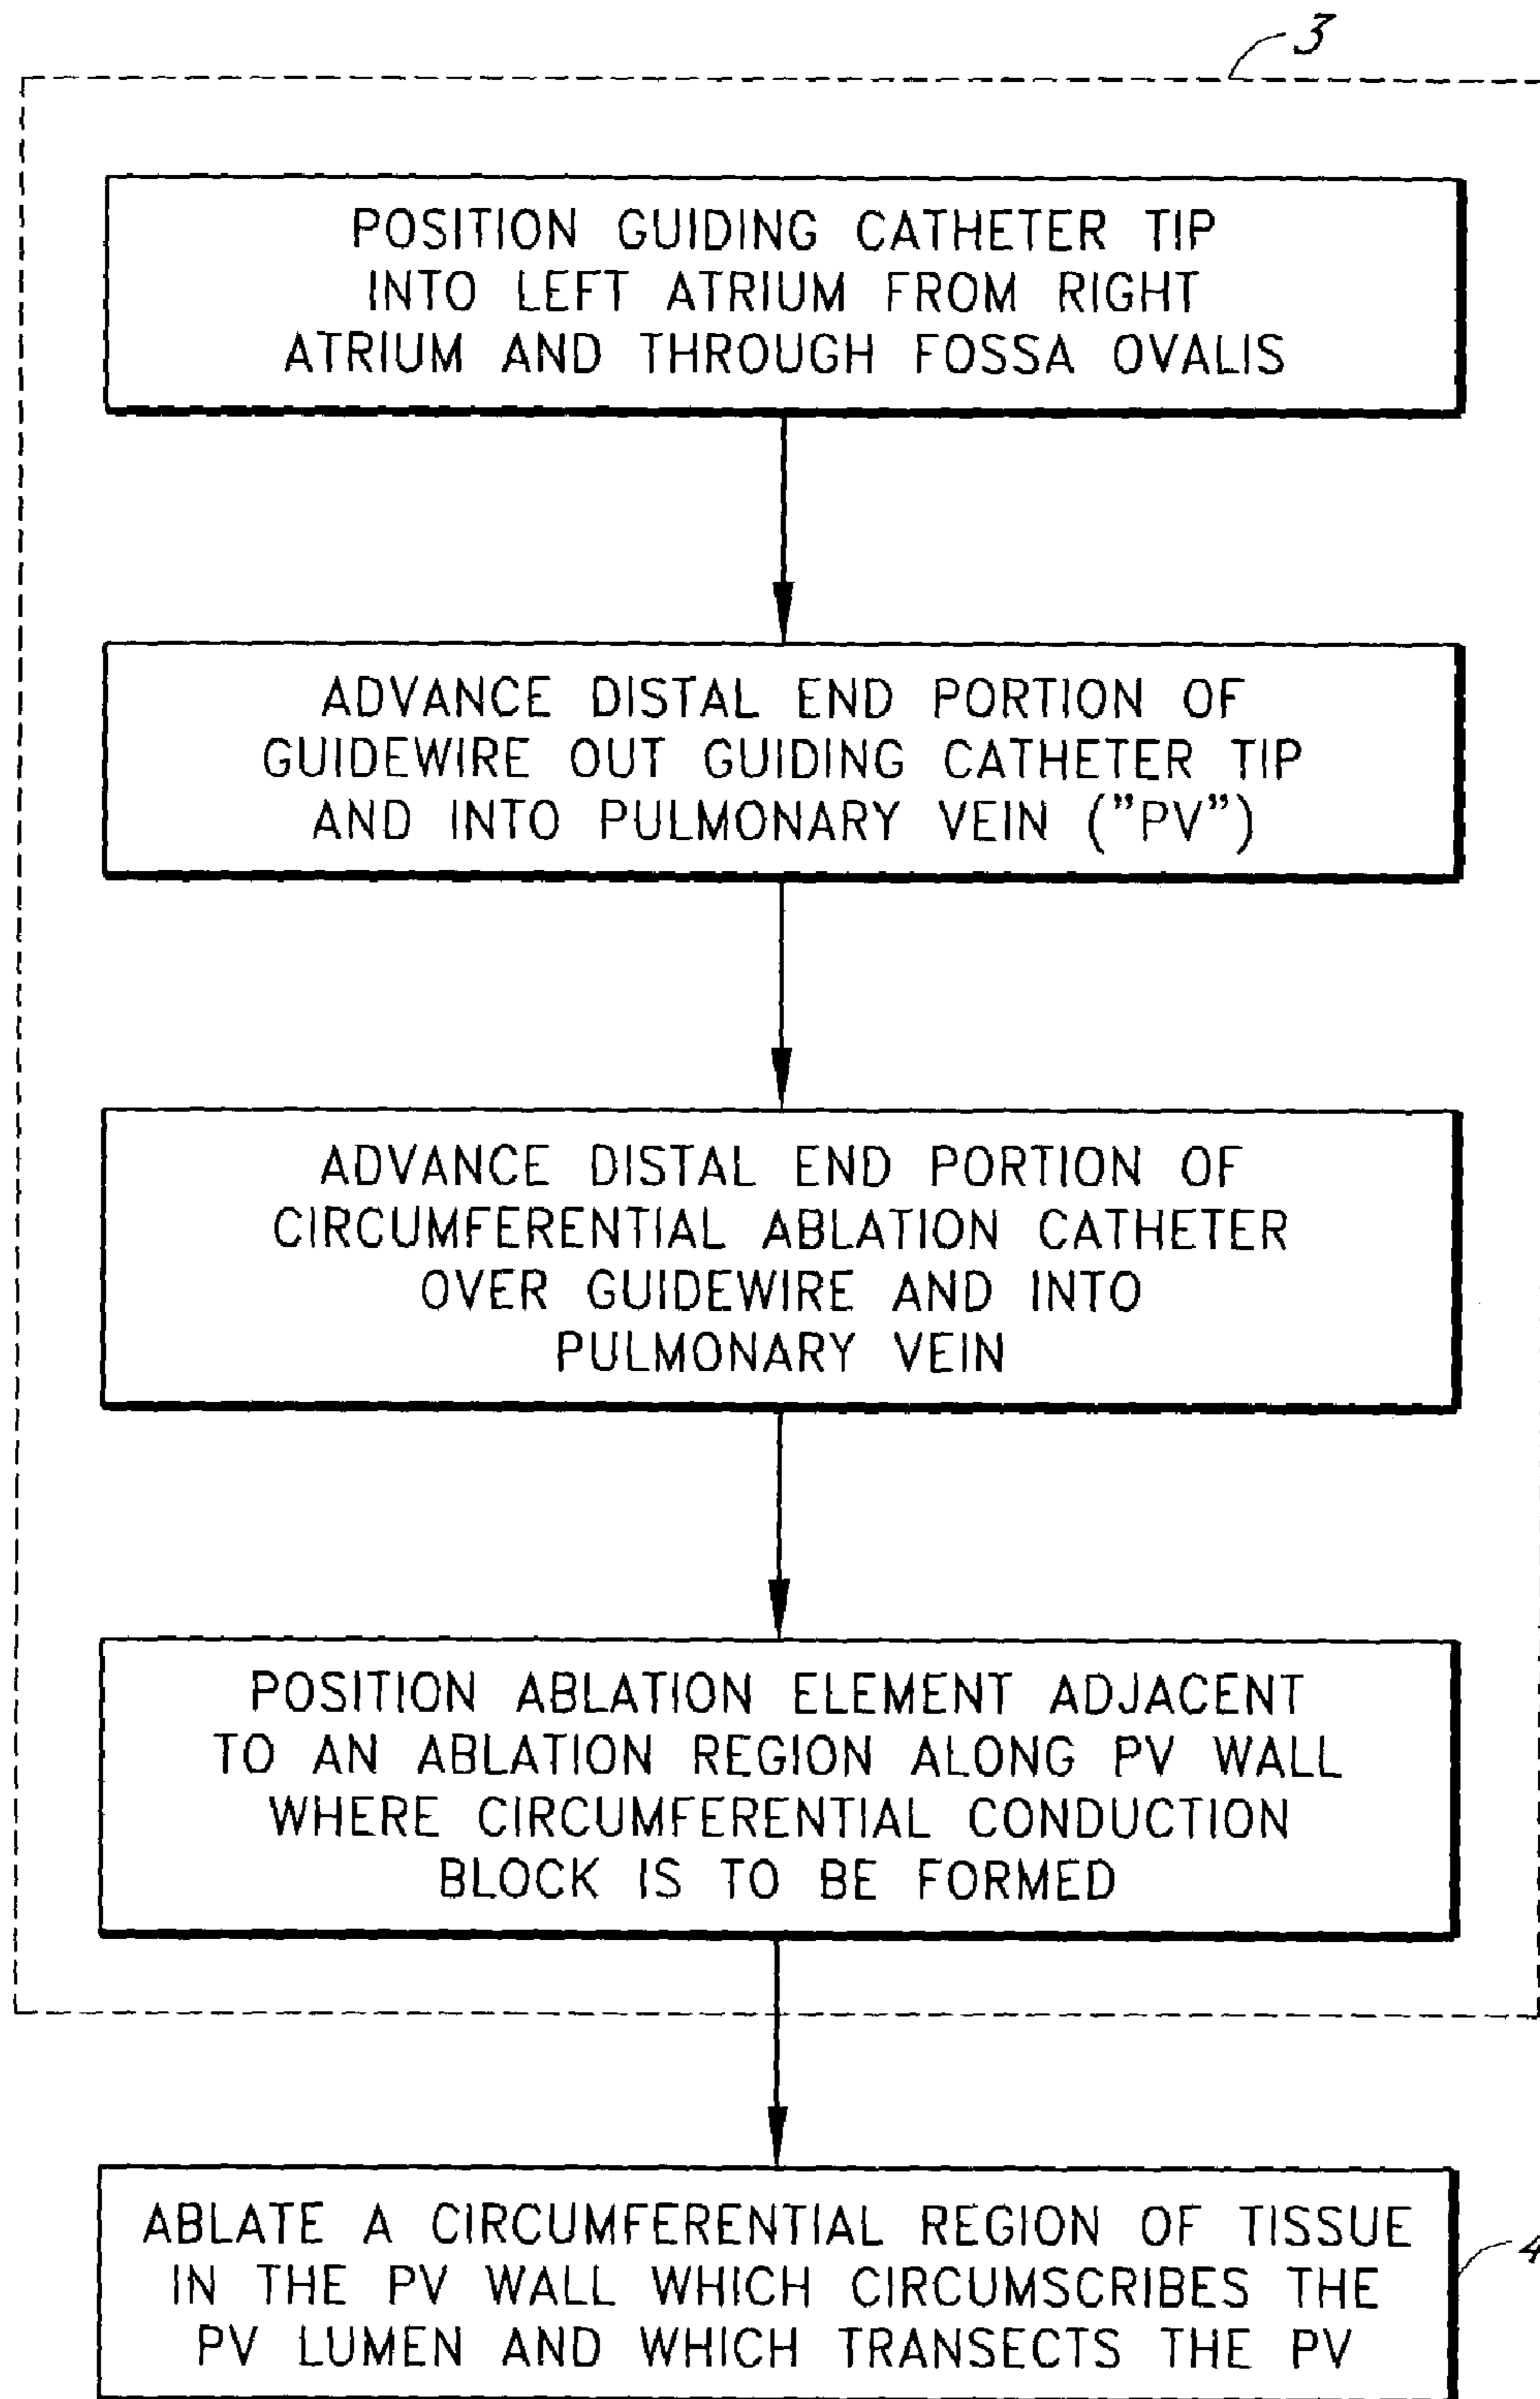 3
POSITION GUIDING CATHETER TIP
INTO LEFT ATRIUM FROM RIGHT
ATRIUM AND THROUGH FOSSA OVALIS
ADVANCE DISTAL END PORTION OF
GUIDEWIRE OUT GUIDING CATHETER TIP
AND INTO PULMONARY VEIN ("PV")
ADVANCE DISTAL END PORTION OF
CIRCUMFERENTIAL ABLATION CATHETER
OVER GUIDEWIRE AND INTO
PULMONARY VEIN
POSITION ABLATION ELEMENT ADJACENT
TO AN ABLATION REGION ALONG PV WALL
WHERE CIRCUMFERENTIAL CONDUCTION
BLOCK IS TO BE FORMED
ABLATE A CIRCUMFERENTIAL REGION OF TISSUE
IN THE PV WALL WHICH CIRCUMSCRIBES THE
PV LUMEN AND WHICH TRANSECTS THE PV
4